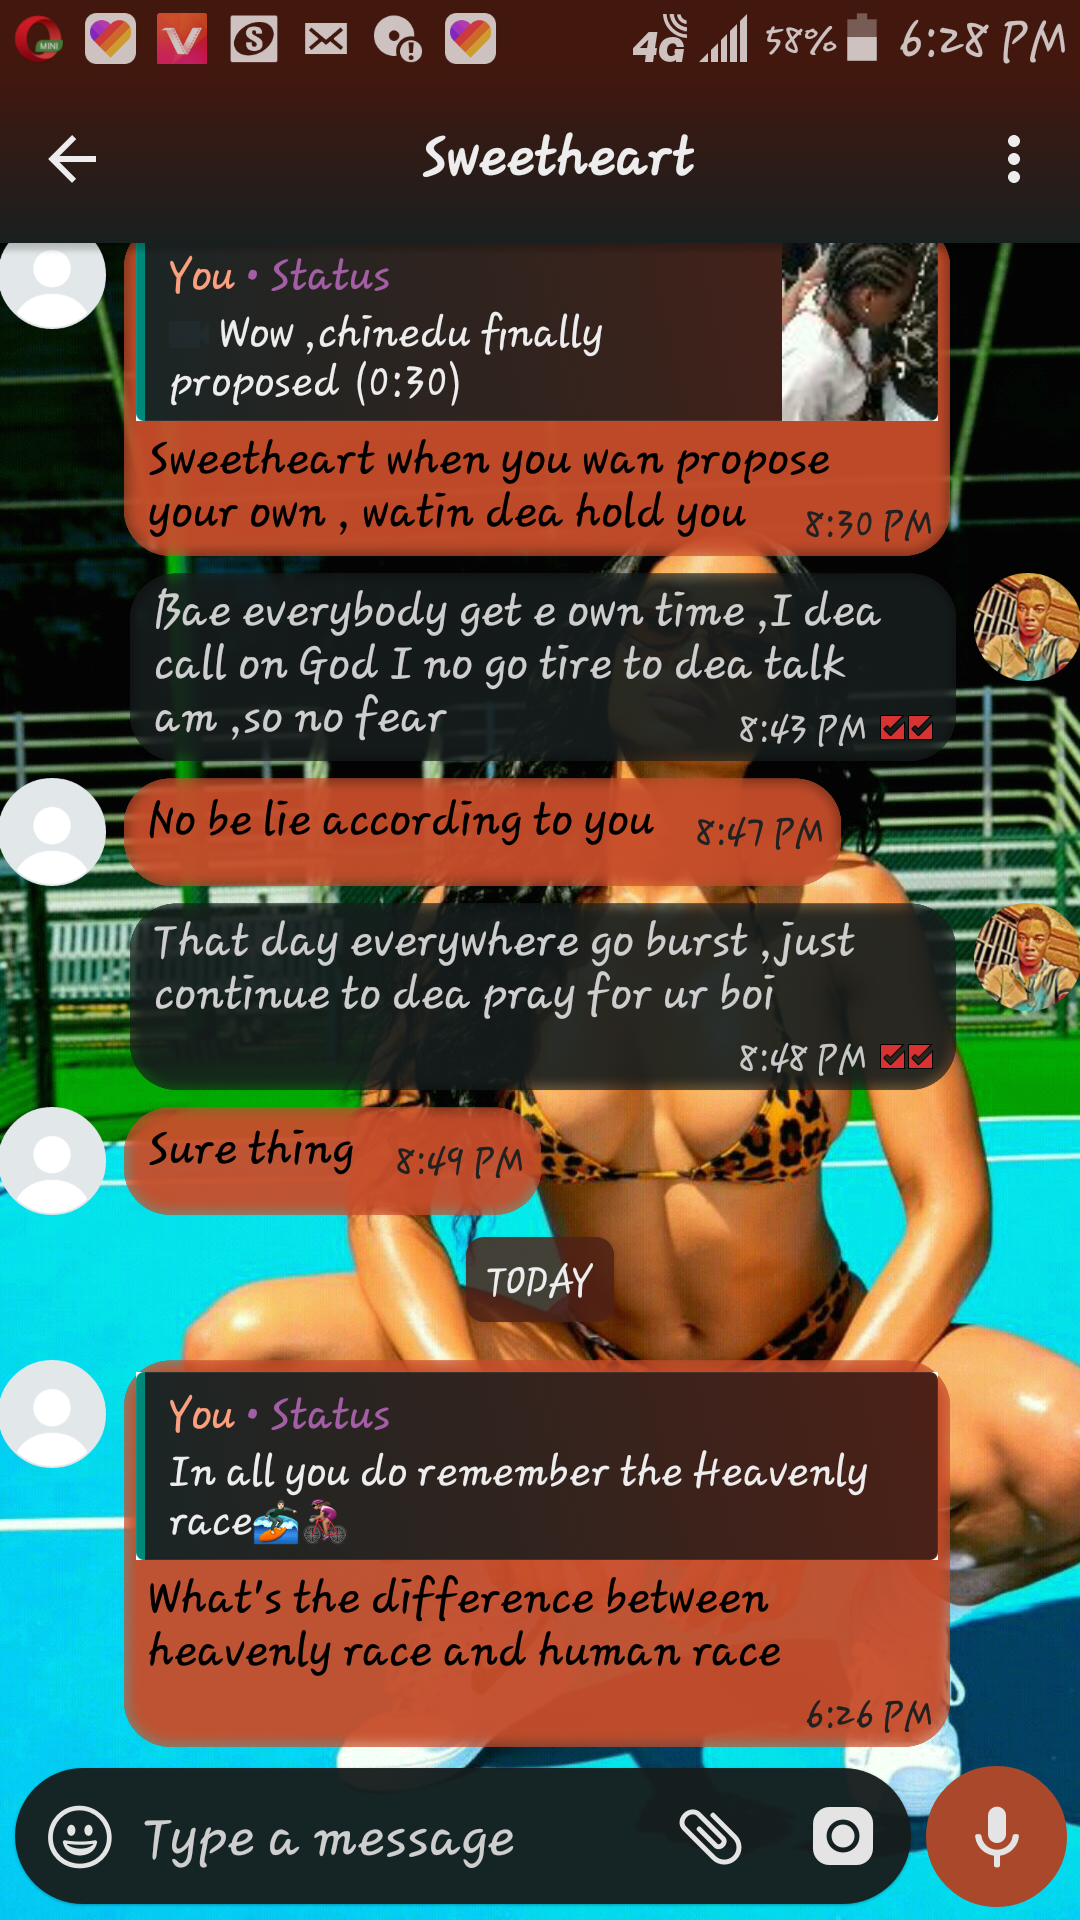 4G 58% 6:28 PM
Sweetheart
You • Status
Wow ,chinedu finally
proposed (0:30)
Sweetheart when you wan propose
your own , watin dea hold you 8:30 PM
Bae everybody get e own time ,I dea
call on God I no go tire to dea talk
am ,so no fear 8:43 PM
No be lie according to you 8:47 PM
That day everywhere go burst ,just
continue to dea pray for ur boi
8:48 PM
Sure thing 8:49 PM
TODAY
You • Status
In all you do remember the Heavenly
race🏄🚴
What's the difference between
heavenly race and human race
6:26 PM
Type a message